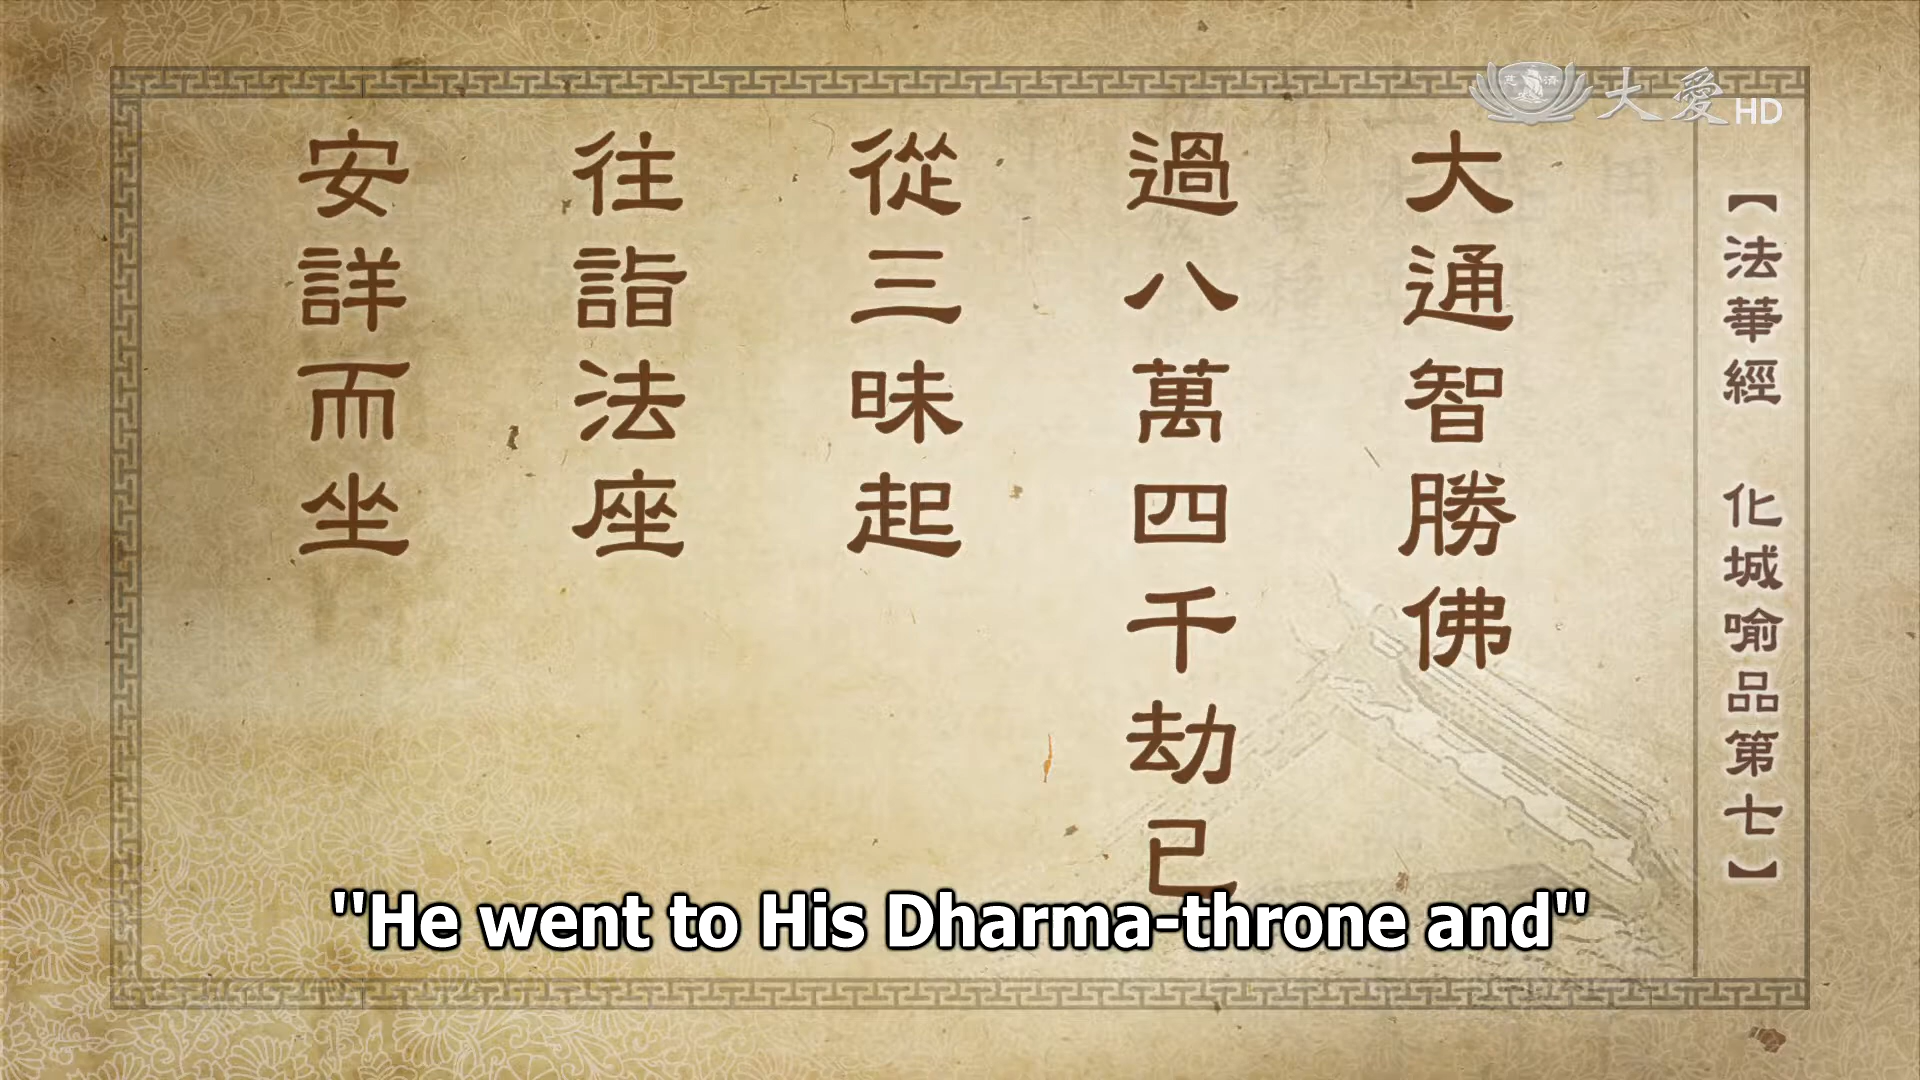 大愛HD
【法華經 化城喻品第七】
大通智勝佛
過八萬四千劫已
從三昧起
往詣法座
安詳而坐
"He went to His Dharma-throne and"